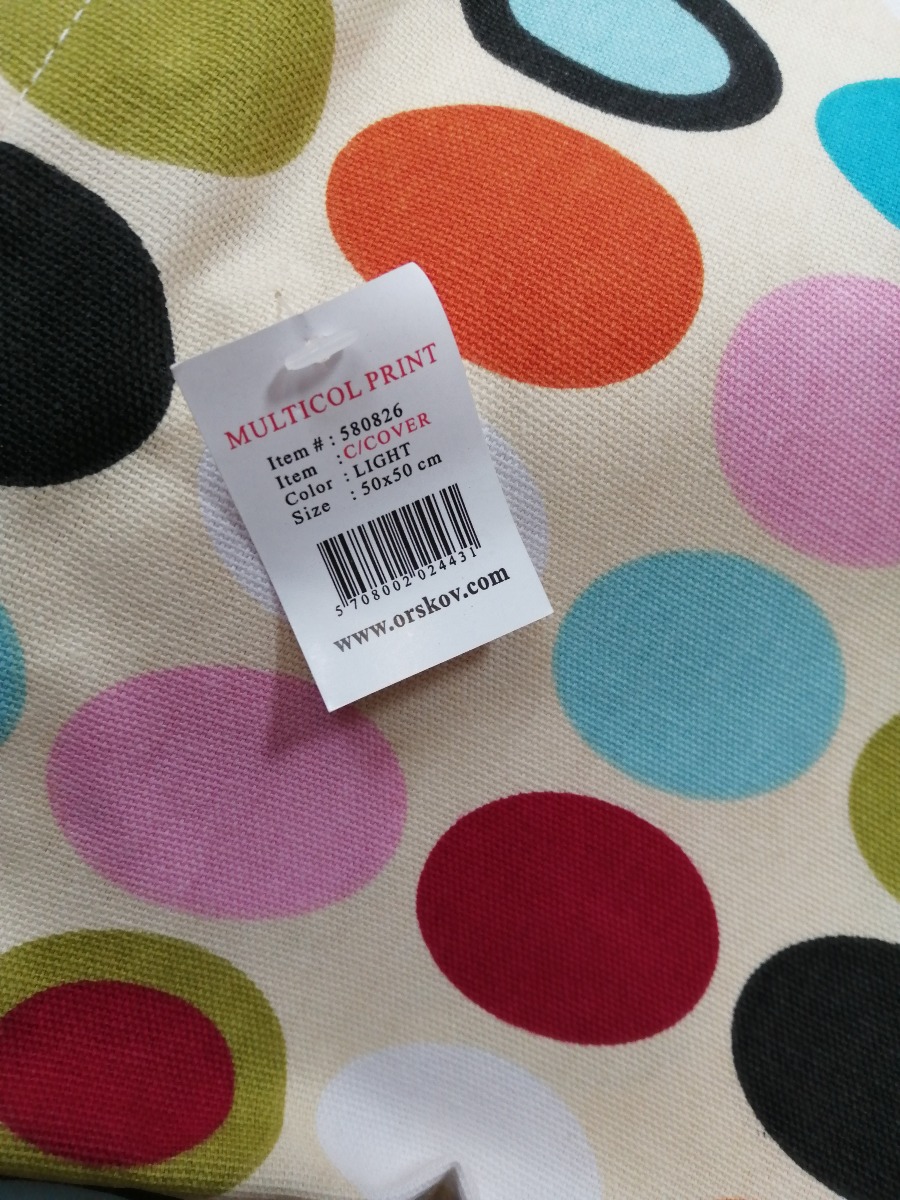 MULTICOL PRINT
Item # : 580826
Item : C/COVER
Color : LIGHT
Size : 50x50 cm
5 708002 024431
www.orskov.com